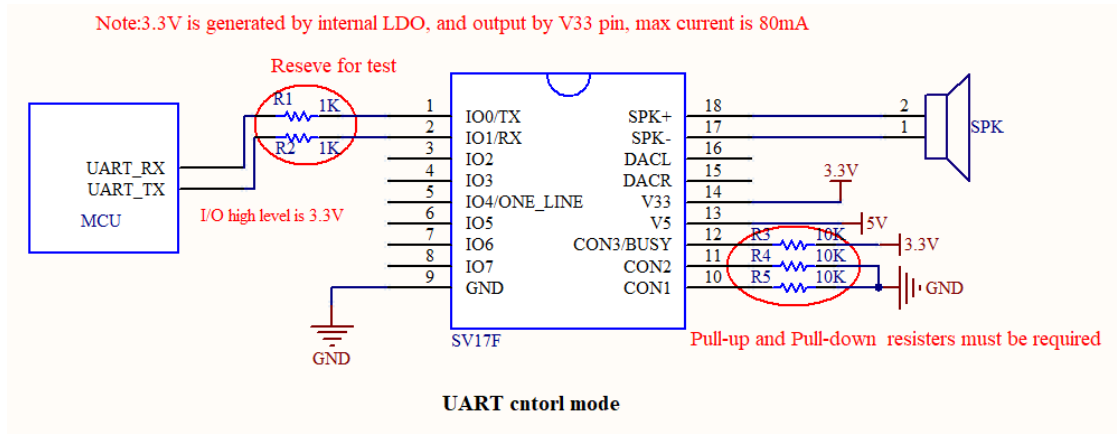 Note:3.3V is generated by internal LDO, and output by V33 pin, max current is 80mA
Reseve for test
R1 1K
R2 1K
UART_RX
UART_TX
MCU
I/O high level is 3.3V
1 IO0/TX
2 IO1/RX
3 IO2
4 IO3
5 IO4/ONE_LINE
6 IO5
7 IO6
8 IO7
9 GND
GND
SV17F
SPK+ 18
SPK- 17
DACL 16
DACR 15
V33 14
V5 13
CON3/BUSY 12
CON2 11
CON1 10
2
1
SPK
3.3V
5V
R3 10K
3.3V
R4 10K
R5 10K
GND
Pull-up and Pull-down resisters must be required
UART cntorl mode